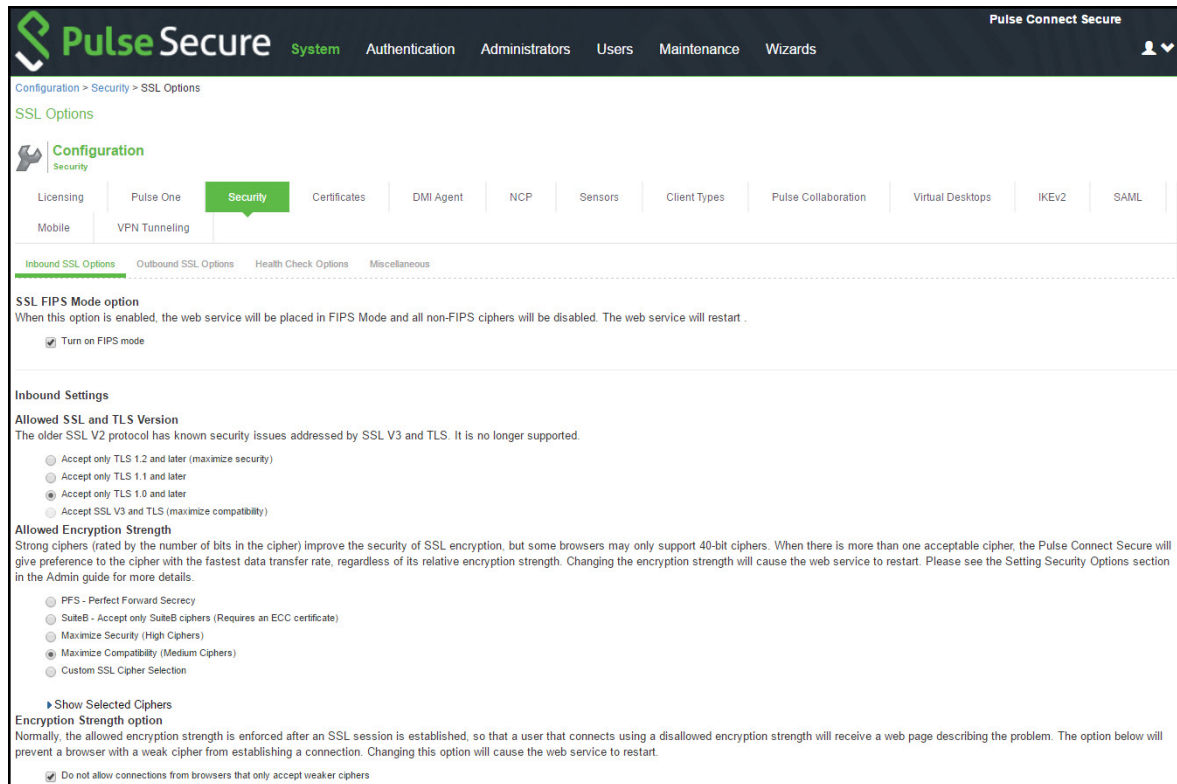 Pulse Connect Secure
Pulse Secure System Authentication Administrators Users Maintenance Wizards
Configuration > Security > SSL Options
SSL Options
Configuration
Security
Licensing Pulse One Security Certificates DMI Agent NCP Sensors Client Types Pulse Collaboration Virtual Desktops IKEv2 SAML
Mobile VPN Tunneling
Inbound SSL Options Outbound SSL Options Health Check Options Miscellaneous
SSL FIPS Mode option
When this option is enabled, the web service will be placed in FIPS Mode and all non-FIPS ciphers will be disabled. The web service will restart .
Turn on FIPS mode
Inbound Settings
Allowed SSL and TLS Version
The older SSL V2 protocol has known security issues addressed by SSL V3 and TLS. It is no longer supported.
Accept only TLS 1.2 and later (maximize security)
Accept only TLS 1.1 and later
Accept only TLS 1.0 and later
Accept SSL V3 and TLS (maximize compatibility)
Allowed Encryption Strength
Strong ciphers (rated by the number of bits in the cipher) improve the security of SSL encryption, but some browsers may only support 40-bit ciphers. When there is more than one acceptable cipher, the Pulse Connect Secure will
give preference to the cipher with the fastest data transfer rate, regardless of its relative encryption strength. Changing the encryption strength will cause the web service to restart. Please see the Setting Security Options section
in the Admin guide for more details.
PFS - Perfect Forward Secrecy
SuiteB - Accept only SuiteB ciphers (Requires an ECC certificate)
Maximize Security (High Ciphers)
Maximize Compatibility (Medium Ciphers)
Custom SSL Cipher Selection
Show Selected Ciphers
Encryption Strength option
Normally, the allowed encryption strength is enforced after an SSL session is established, so that a user that connects using a disallowed encryption strength will receive a web page describing the problem. The option below will
prevent a browser with a weak cipher from establishing a connection. Changing this option will cause the web service to restart.
Do not allow connections from browsers that only accept weaker ciphers